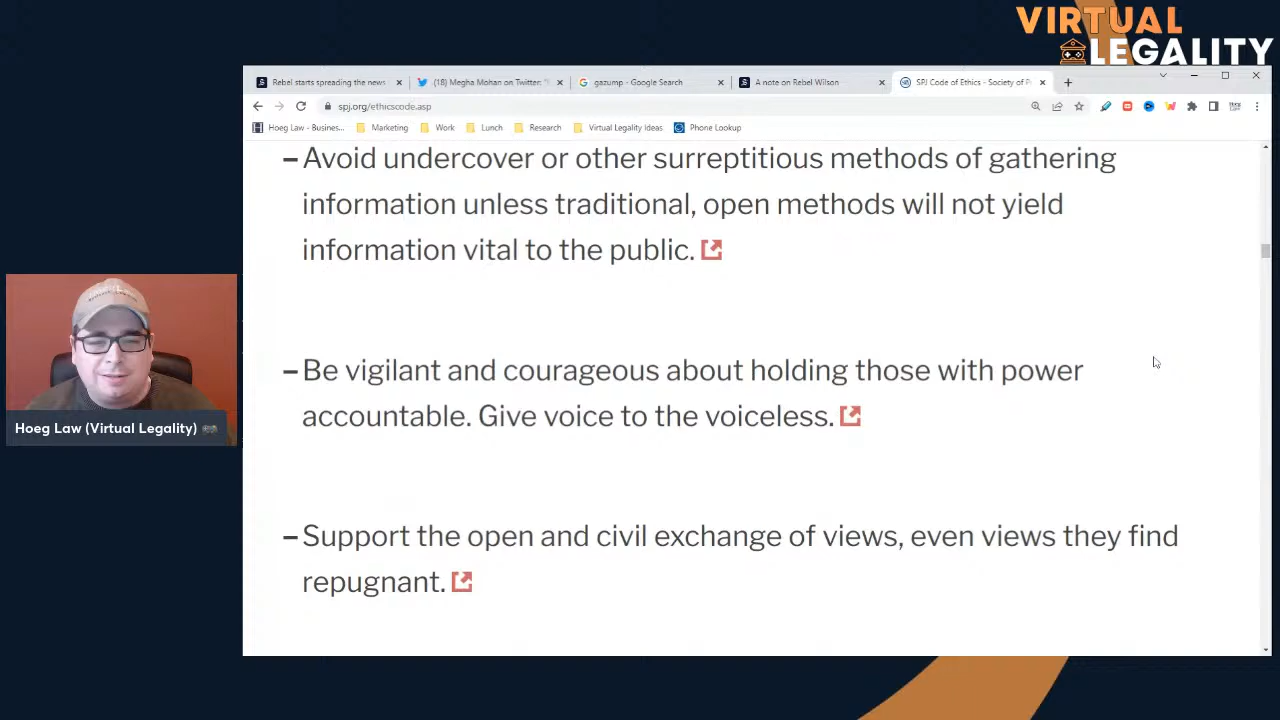 VIRTUAL
LEGALITY
Rebel starts spreading the news
(18) Megha Mohan on Twitter: "
gazump - Google Search
A note on Rebel Wilson
SPJ Code of Ethics - Society of P
spj.org/ethicscode.asp
Hoeg Law - Busines...
Marketing
Work
Lunch
Research
Virtual Legality Ideas
Phone Lookup
– Avoid undercover or other surreptitious methods of gathering
information unless traditional, open methods will not yield
information vital to the public.
– Be vigilant and courageous about holding those with power
accountable. Give voice to the voiceless.
– Support the open and civil exchange of views, even views they find
repugnant.
Hoeg Law (Virtual Legality)